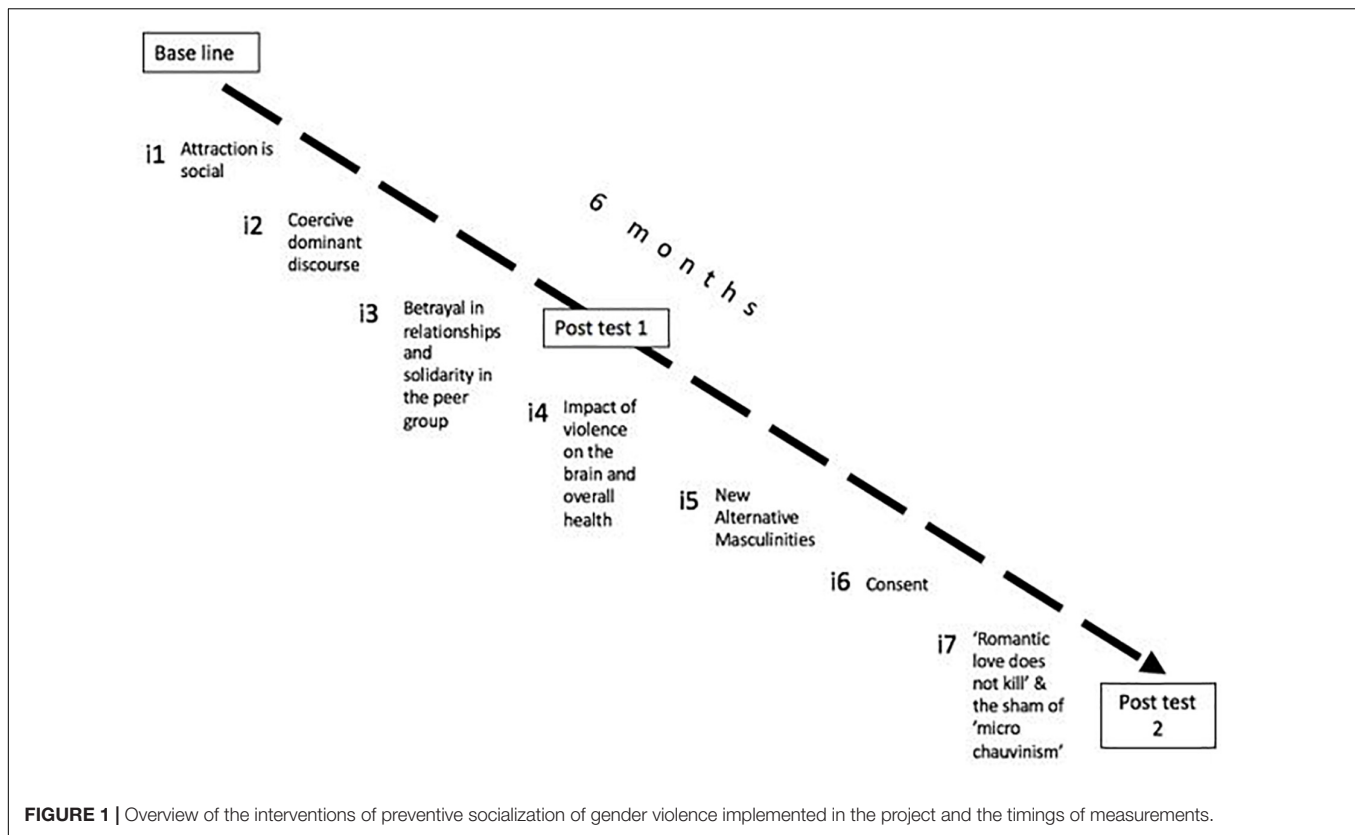 Base line
i1 Attraction is
social
i2 Coercive
dominant
discourse
6 months
i3 Betrayal in
relationships
and
solidarity in
the peer
group
Post test 1
i4 Impact of
violence
on the
brain and
overall
health
i5 New
Alternative
Masculinities
i6 Consent
i7 'Romantic
love does
not kill' &
the sham of
'micro
chauvinism'
Post test
2
FIGURE 1 | Overview of the interventions of preventive socialization of gender violence implemented in the project and the timings of measurements.